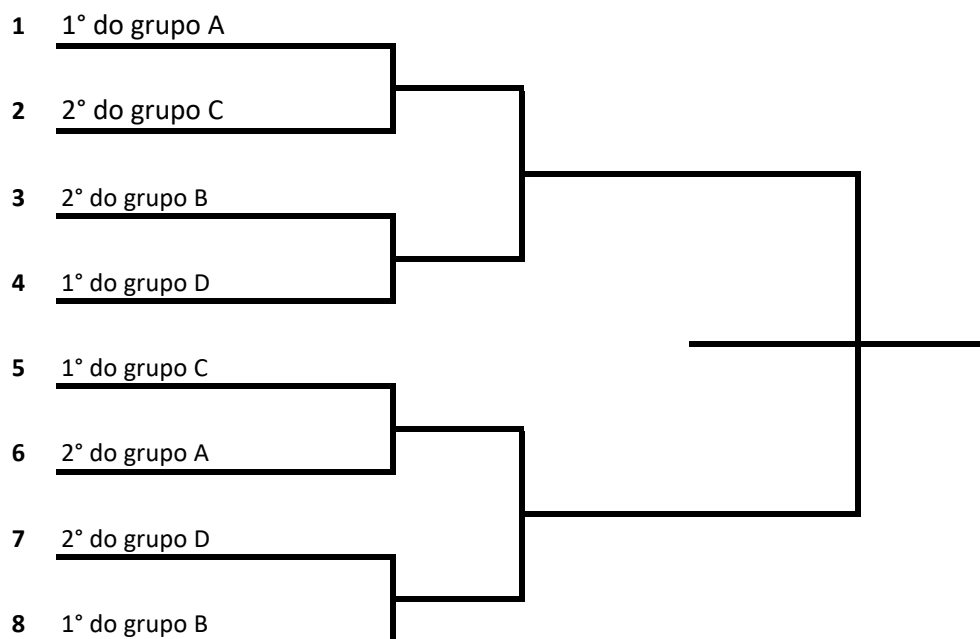 1 1° do grupo A
2 2° do grupo C
3 2° do grupo B
4 1° do grupo D
5 1° do grupo C
6 2° do grupo A
7 2° do grupo D
8 1° do grupo B